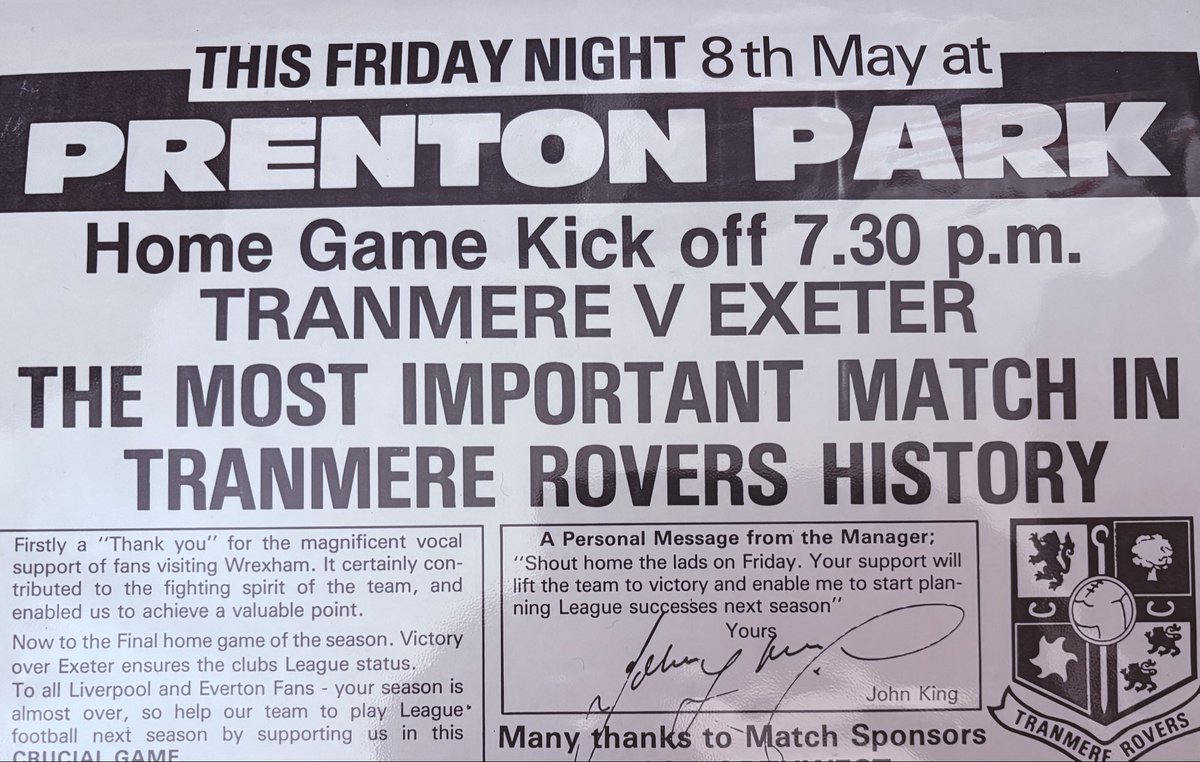 THIS FRIDAY NIGHT 8th May at
PRENTON PARK
Home Game Kick off 7.30 p.m.
TRANMERE V EXETER
THE MOST IMPORTANT MATCH IN
TRANMERE ROVERS HISTORY
Firstly a "Thank you" for the magnificent vocal
support of fans visiting Wrexham. It certainly con-
tributed to the fighting spirit of the team, and
enabled us to achieve a valuable point.
Now to the Final home game of the season. Victory
over Exeter ensures the clubs League status.
To all Liverpool and Everton Fans - your season is
almost over, so help our team to play League
football next season by supporting us in this
CRUCIAL GAME
A Personal Message from the Manager;
"Shout home the lads on Friday. Your support will
lift the team to victory and enable me to start plan-
ning League successes next season"
Yours
John King
Many thanks to Match Sponsors
C C
TRANMERE ROVERS